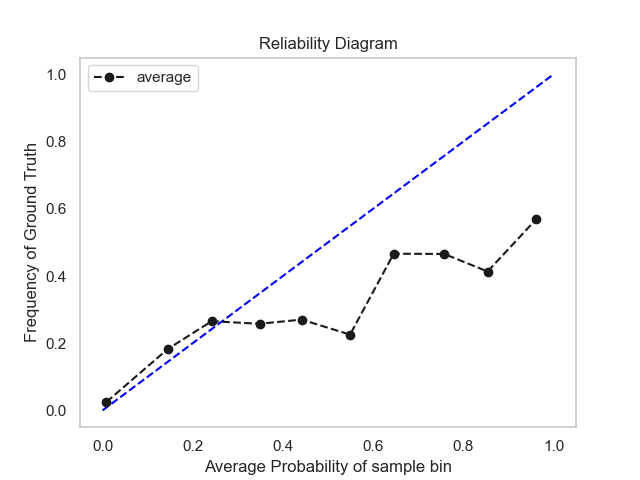 Reliability Diagram
average
Frequency of Ground Truth
1.0
0.8
0.6
0.4
0.2
0.0
0.0 0.2 0.4 0.6 0.8 1.0
Average Probability of sample bin